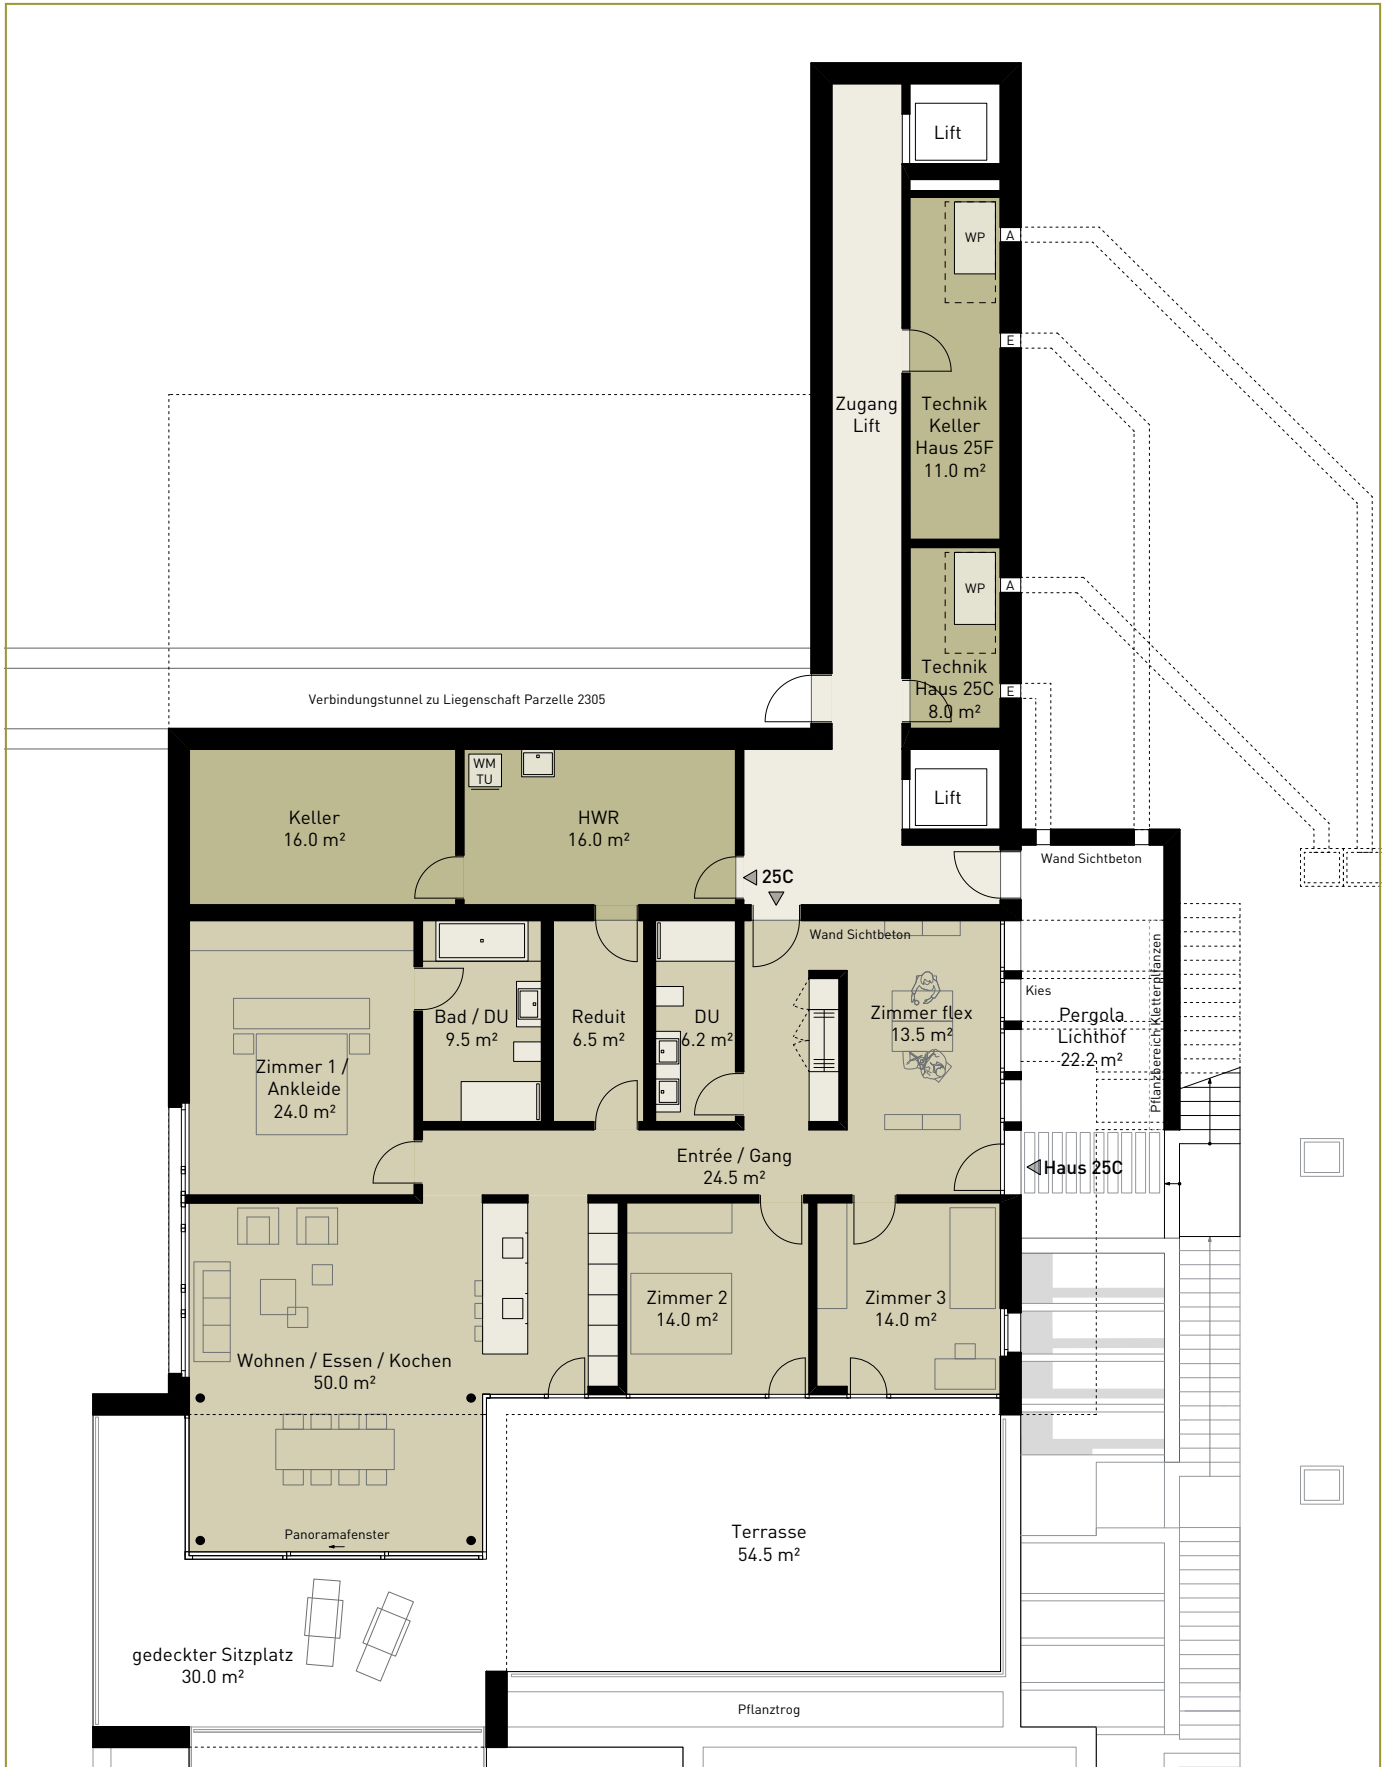 Lift
WP
A
E
Zugang
Lift
Technik
Keller
Haus 25F
11.0 m²
WP
A
Technik
Haus 25C
8.0 m²
E
Verbindungstunnel zu Liegenschaft Parzelle 2305
WM
TU
Keller
16.0 m²
HWR
16.0 m²
Lift
25C
Wand Sichtbeton
Wand Sichtbeton
Kies
Pflanzbereich Kletterpflanzen
Zimmer 1 /
Ankleide
24.0 m²
Bad / DU
9.5 m²
Reduit
6.5 m²
DU
6.2 m²
Zimmer flex
13.5 m²
Pergola
Lichthof
22.2 m²
Entrée / Gang
24.5 m²
Haus 25C
Zimmer 2
14.0 m²
Zimmer 3
14.0 m²
Wohnen / Essen / Kochen
50.0 m²
Panoramafenster
Terrasse
54.5 m²
gedeckter Sitzplatz
30.0 m²
Pflanztrog